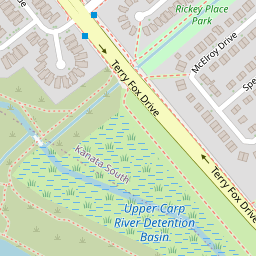 Rickey Place
Park
McElroy Drive
Terry Fox Drive
Kanata South
Terry Fox Drive
Upper Carp
River Detention
Basin